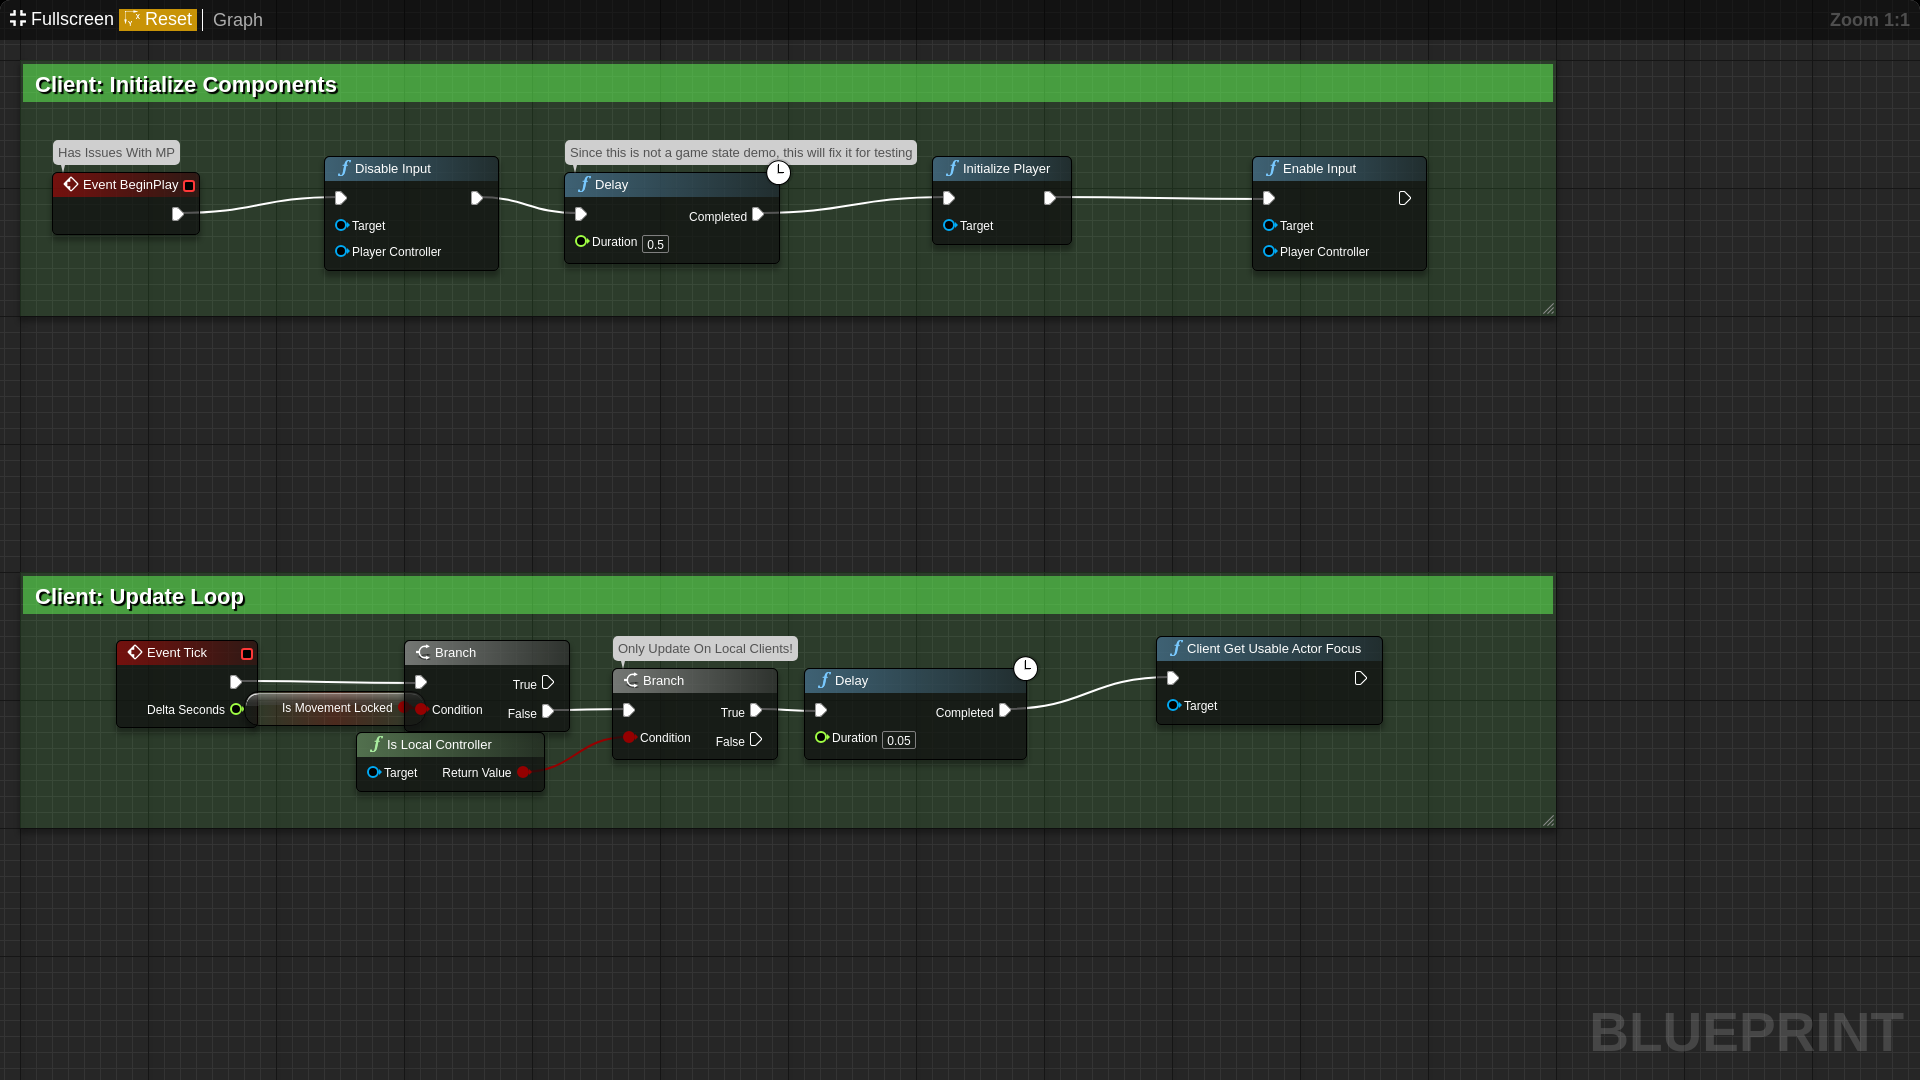 Fullscreen Reset Graph Zoom 1:1
Client: Initialize Components
Has Issues With MP
Event BeginPlay
Disable Input
Target
Player Controller
Since this is not a game state demo, this will fix it for testing
Delay
Completed
Duration 0.5
Initialize Player
Target
Enable Input
Target
Player Controller
Client: Update Loop
Event Tick
Delta Seconds
Is Movement Locked
Branch
True
Condition
False
Is Local Controller
Target Return Value
Only Update On Local Clients!
Branch
True
Condition
False
Delay
Completed
Duration 0.05
Client Get Usable Actor Focus
Target
BLUEPRINT